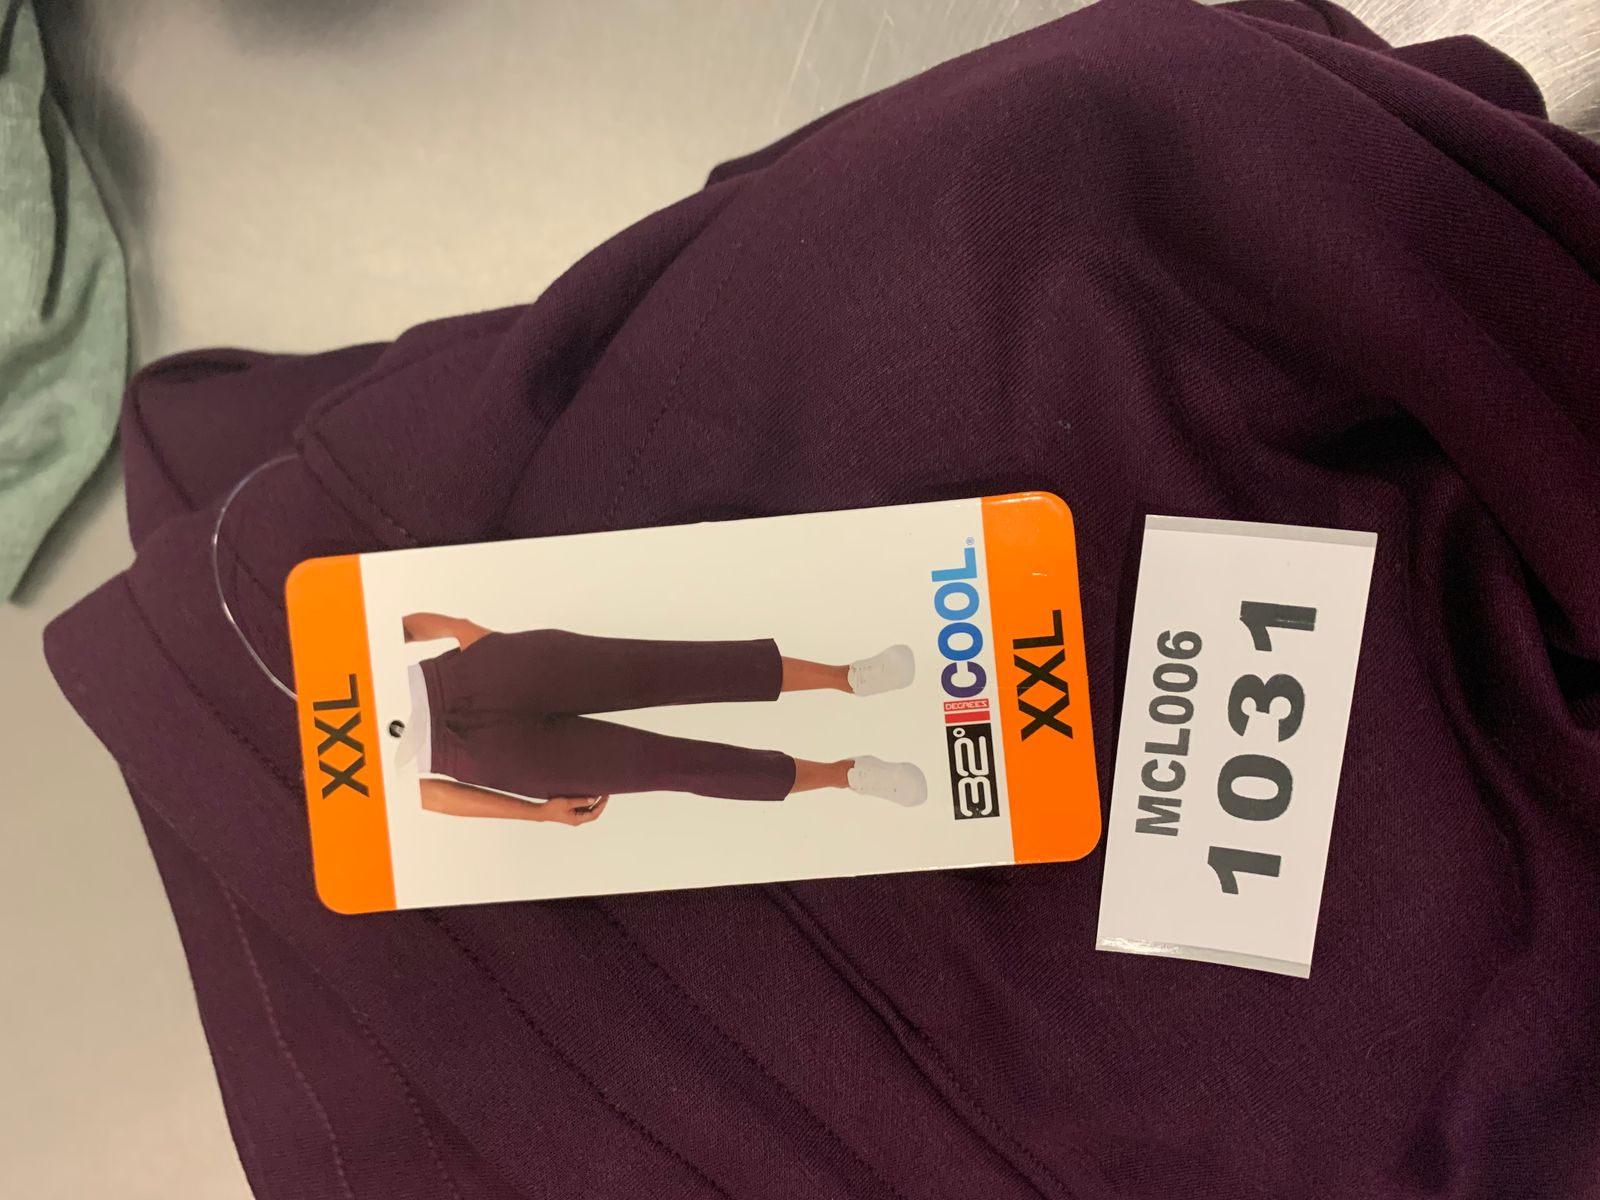 XXL
32°
DEGREES
COOL®
XXL
MCL006
1031